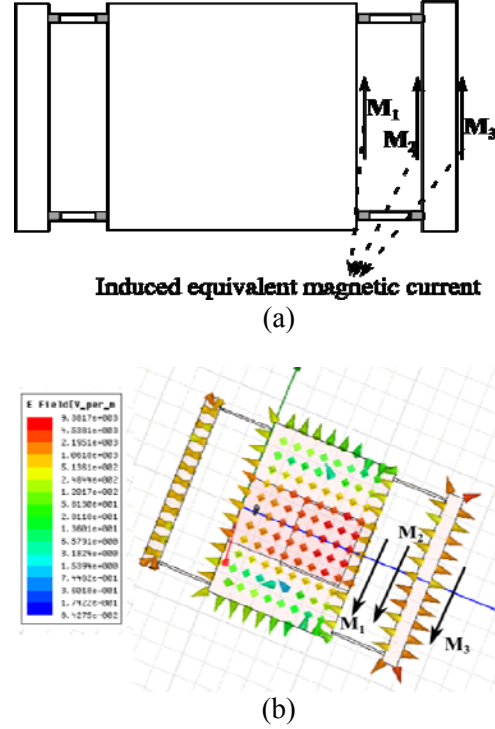 M1
M2
M3
Induced equivalent magnetic current
(a)
E Field[V_per_m
9.3817e+003
4.5381e+003
2.1951e+003
1.0618e+003
5.1361e+002
2.4844e+002
1.2017e+002
5.8130e+001
2.8118e+001
1.3601e+001
6.5791e+000
3.1824e+000
1.5394e+000
7.4462e-001
3.6018e-001
1.7422e-001
8.4275e-002
M2
M1
M3
(b)